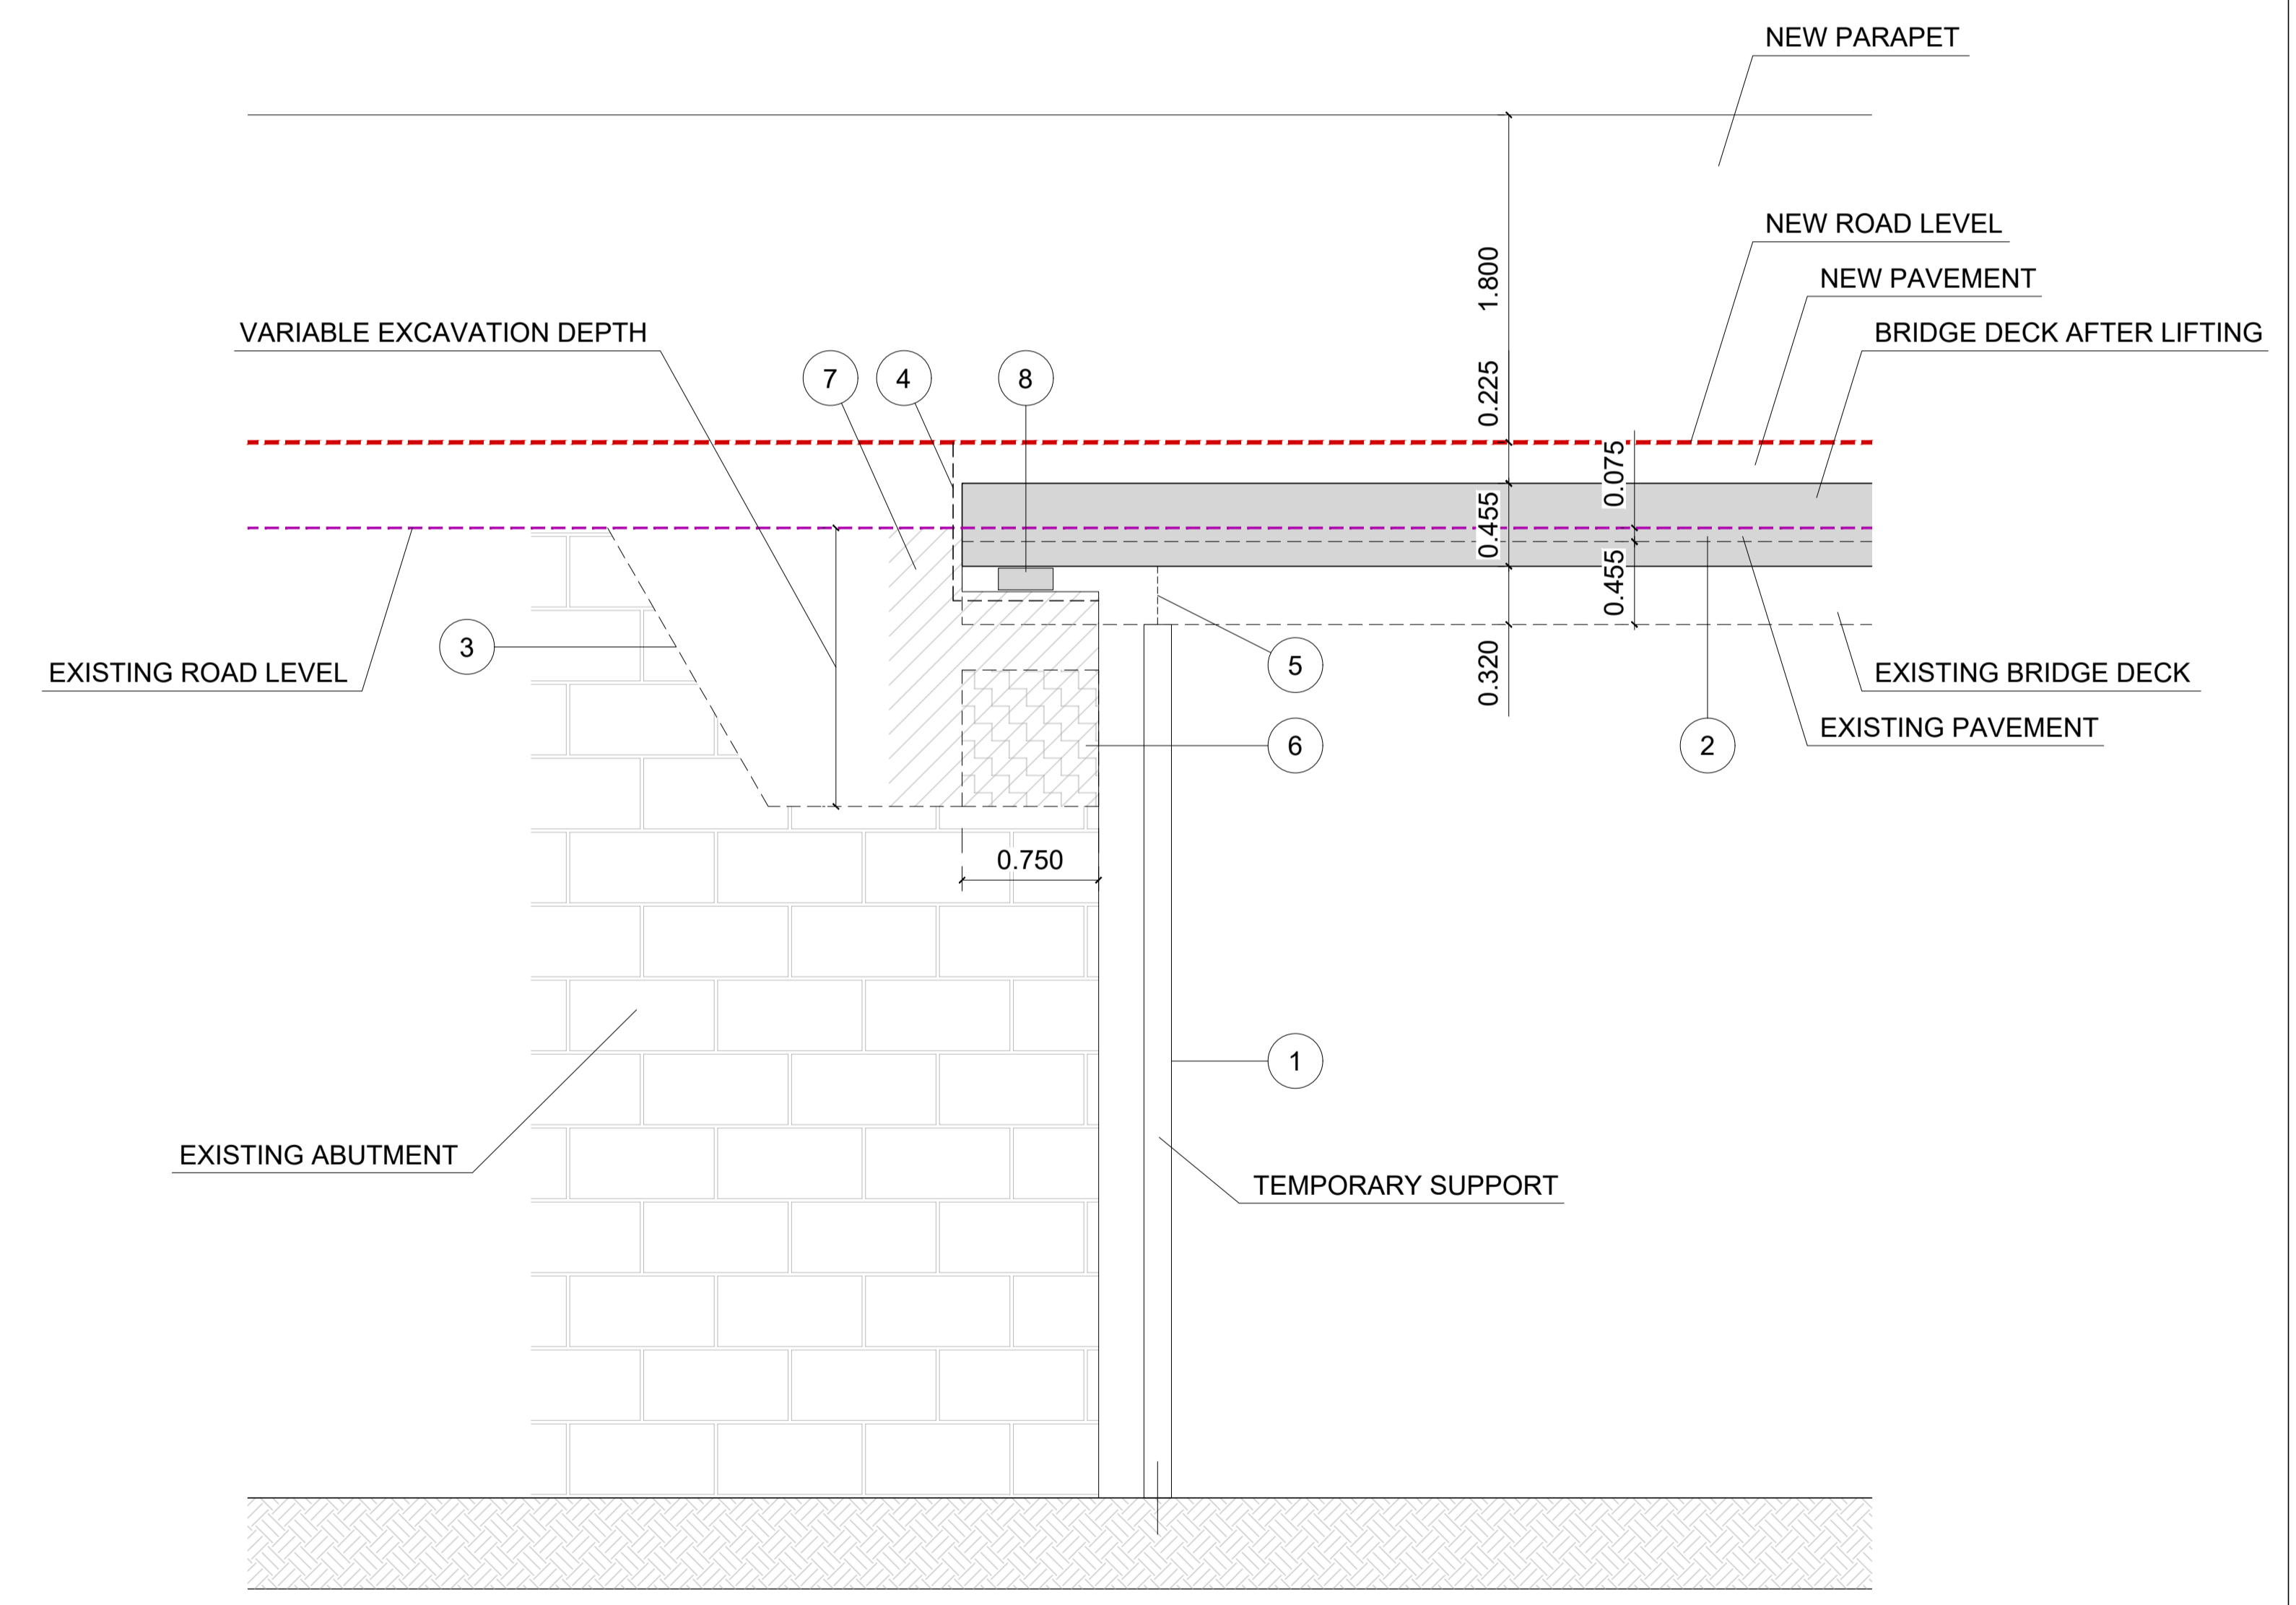 NEW PARAPET
NEW ROAD LEVEL
1.800
NEW PAVEMENT
VARIABLE EXCAVATION DEPTH
BRIDGE DECK AFTER LIFTING
7
4
8
0.225
0.075
0.455
0.455
3
EXISTING ROAD LEVEL
5
0.320
EXISTING BRIDGE DECK
6
2
EXISTING PAVEMENT
0.750
1
EXISTING ABUTMENT
TEMPORARY SUPPORT